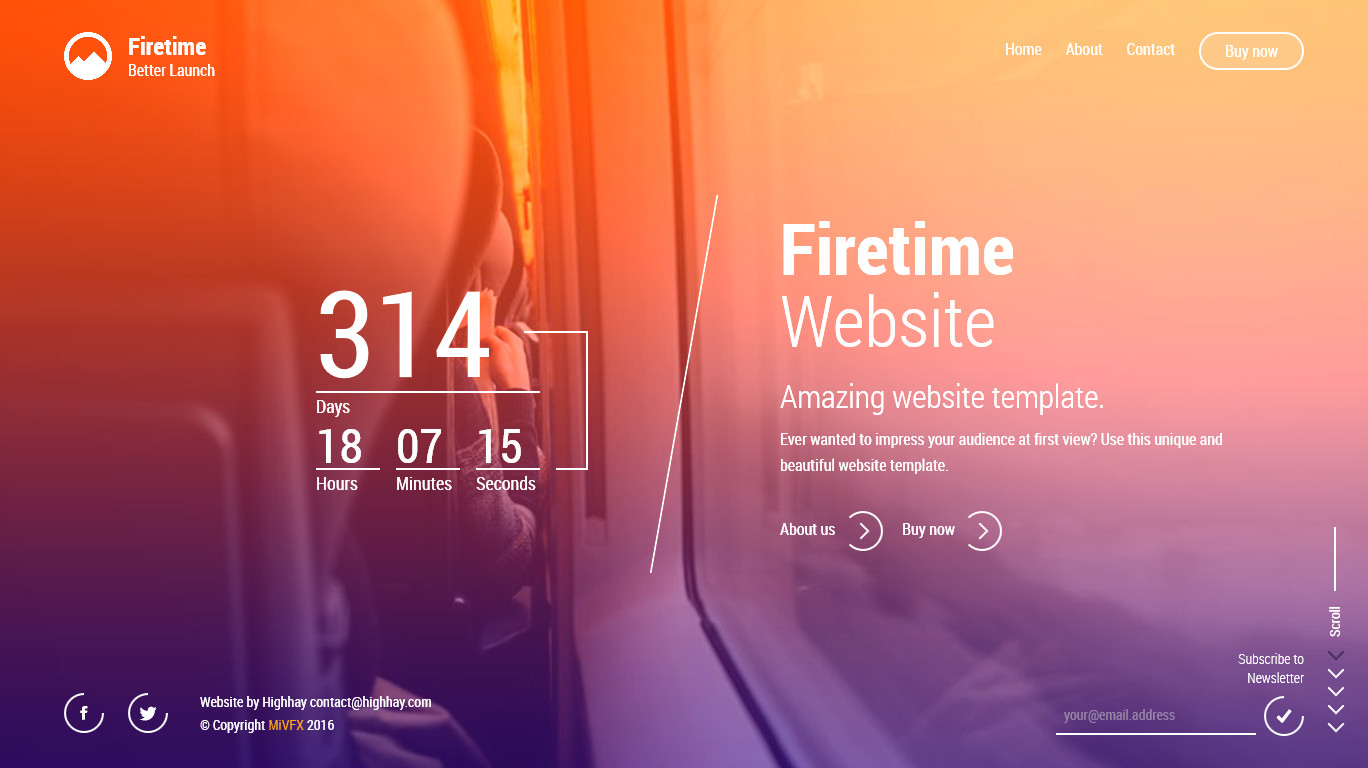 Firetime
Better Launch
Home About Contact Buy now
314
Days
18 07 15
Hours Minutes Seconds
Firetime
Website
Amazing website template.
Ever wanted to impress your audience at first view? Use this unique and
beautiful website template.
About us Buy now
Scroll
Subscribe to
Newsletter
your@email.address
Website by Highhay contact@highhay.com
© Copyright MiVFX 2016